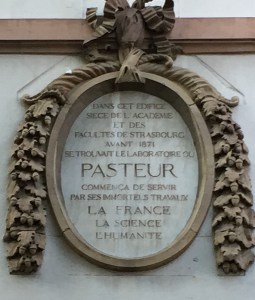 DANS CET EDIFICE
SIEGE DE L'ACADEMIE
ET DES
FACULTES DE STRASBOURG
AVANT 1871
SE TROUVAIT LE LABORATOIRE OU
PASTEUR
COMMENÇA DE SERVIR
PAR SES IMMORTELS TRAVAUX
LA FRANCE
LA SCIENCE
L'HUMANITE